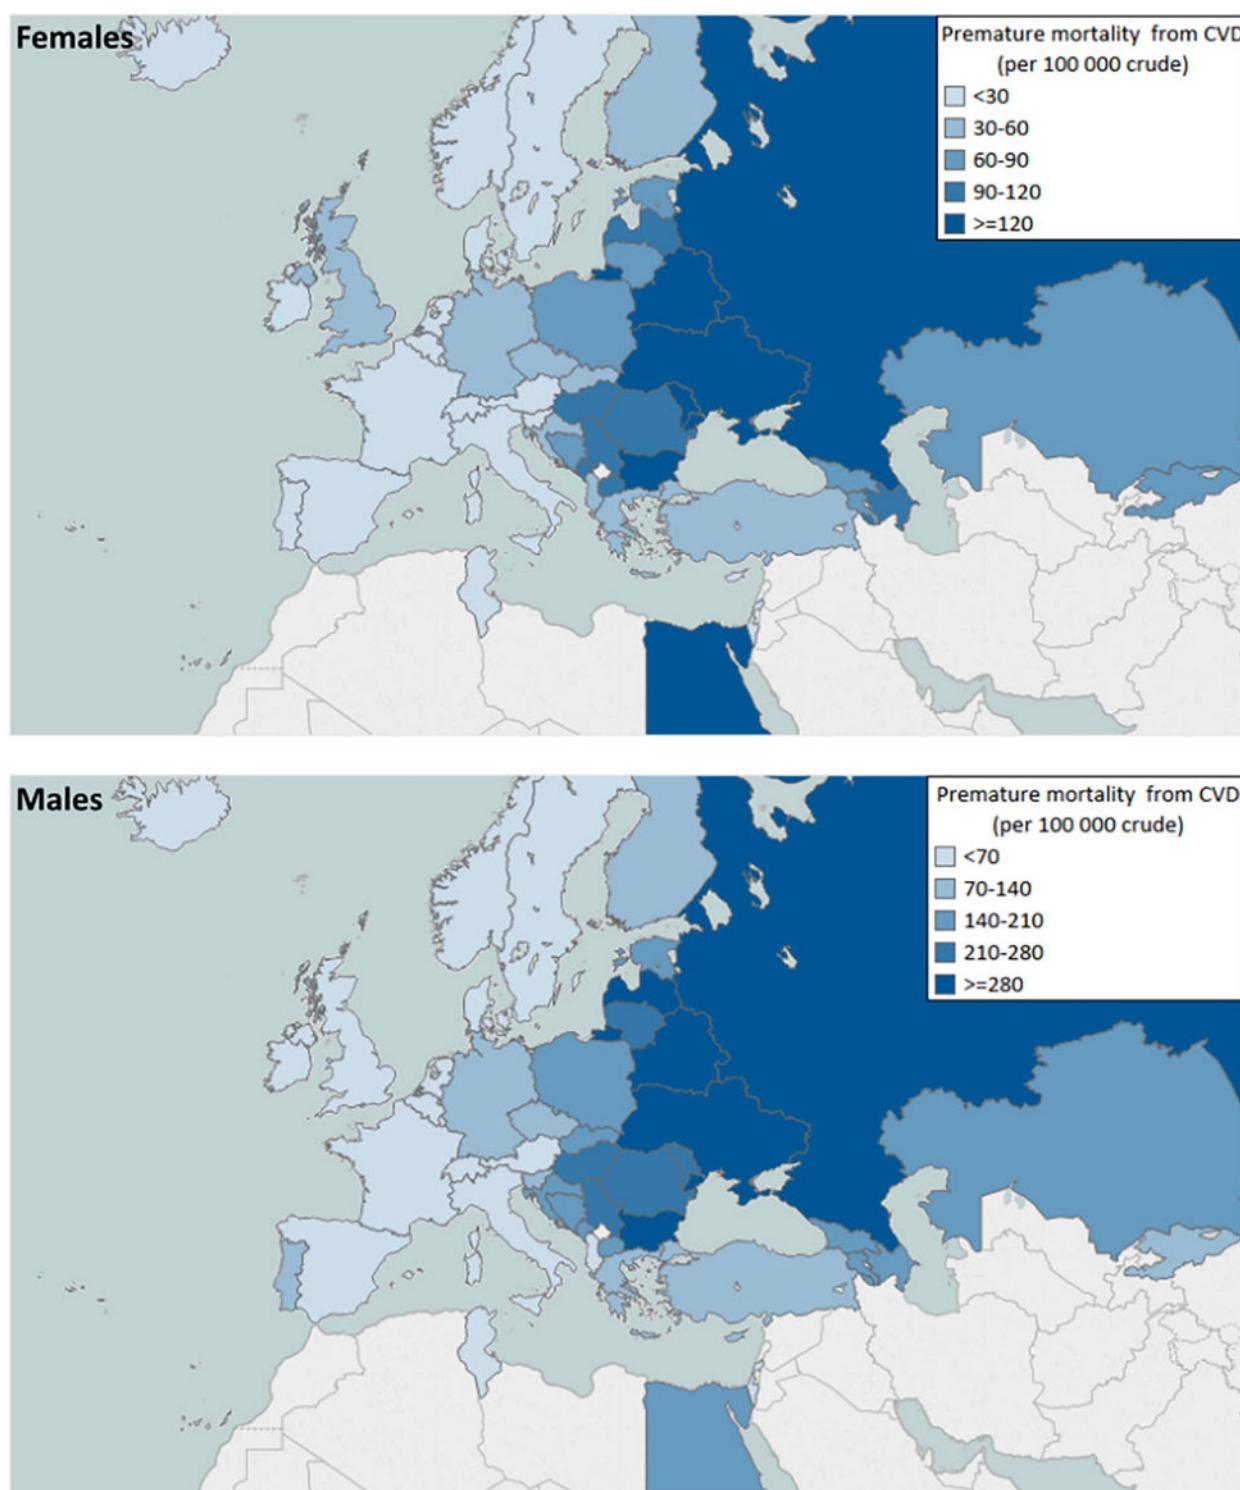 Females
Premature mortality from CVD
(per 100 000 crude)
<30
30-60
60-90
90-120
>=120
Males
Premature mortality from CVD
(per 100 000 crude)
<70
70-140
140-210
210-280
>=280